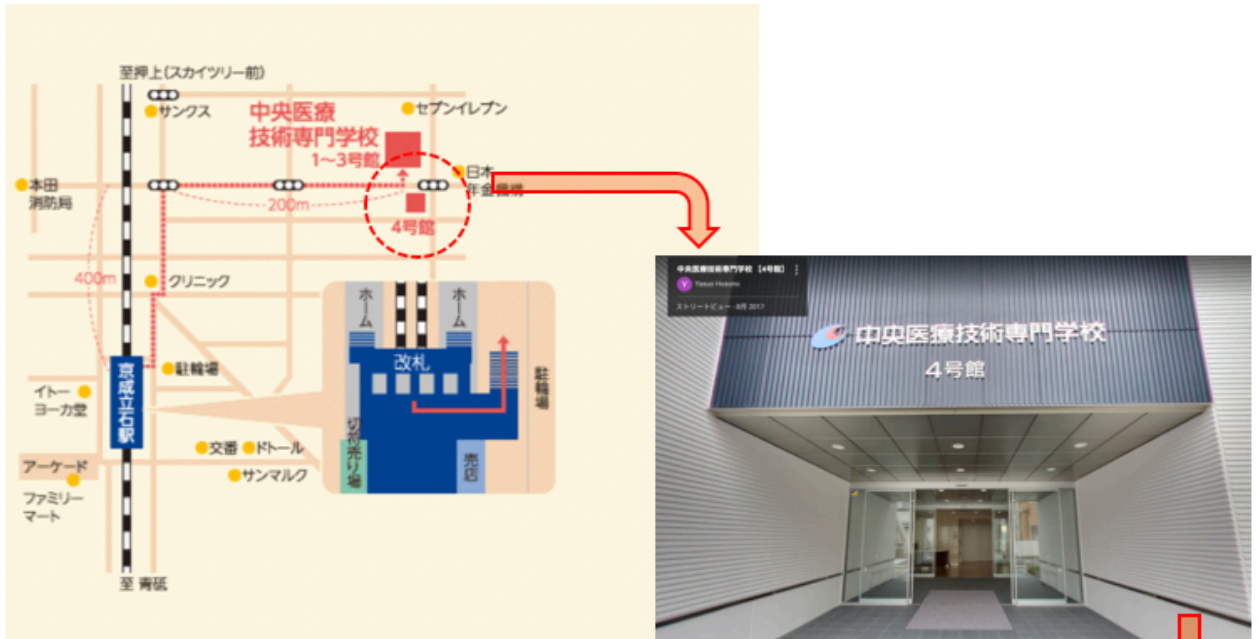 至押上(スカイツリー前)
サンクス
中央医療
技術専門学校
1〜3号館
セブンイレブン
本田
消防局
日本
年金機構
200m
4号館
400m
クリニック
駐輪場
京成立石駅
イトー
ヨーカ堂
交番
ドトール
サンマルク
アーケード
ファミリー
マート
至 青砥
ホーム
ホーム
改札
駐輪場
売店
中央医療技術専門学校 【4号館】
Y
ストリートビュー - 8月 2017
中央医療技術専門学校
4号館